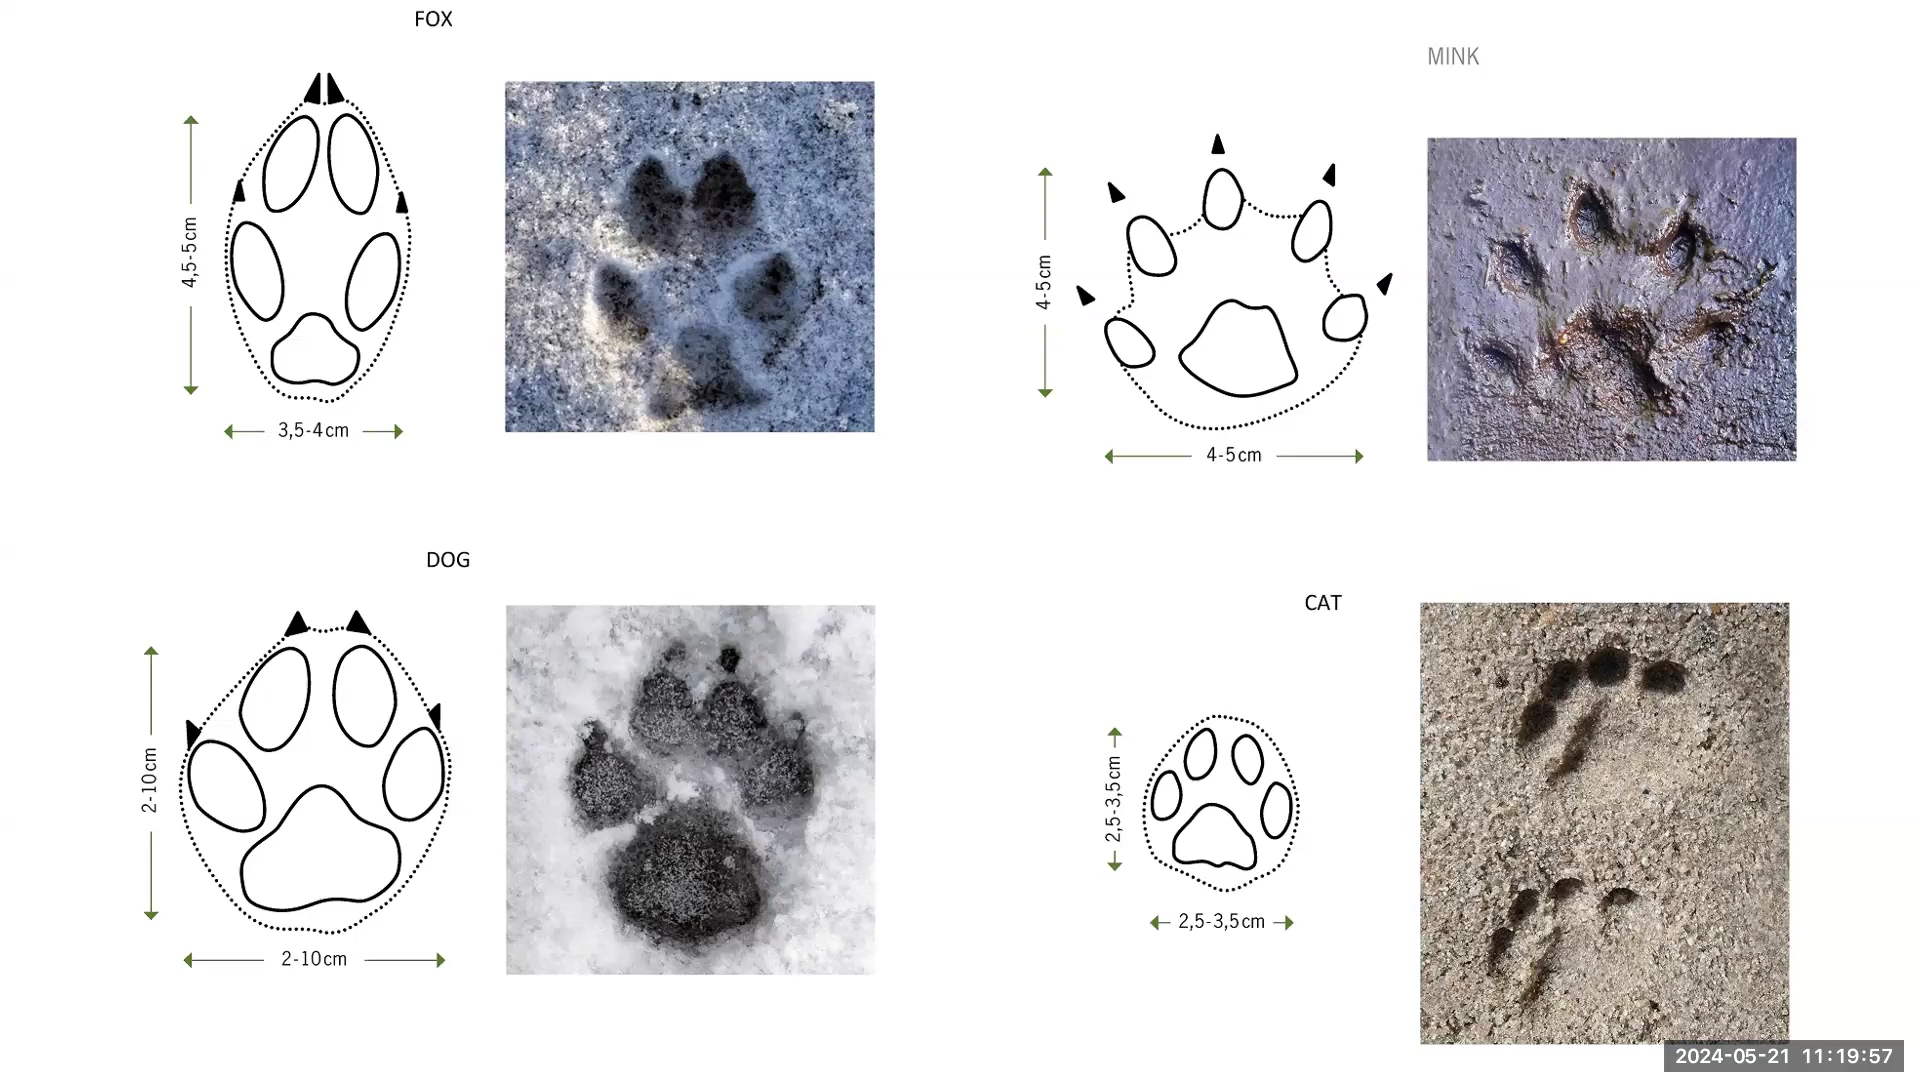 FOX
4,5-5cm
3,5-4cm
MINK
4-5cm
4-5cm
DOG
2-10cm
2-10cm
CAT
2,5-3,5cm
2,5-3,5cm
2024-05-21 11:19:57